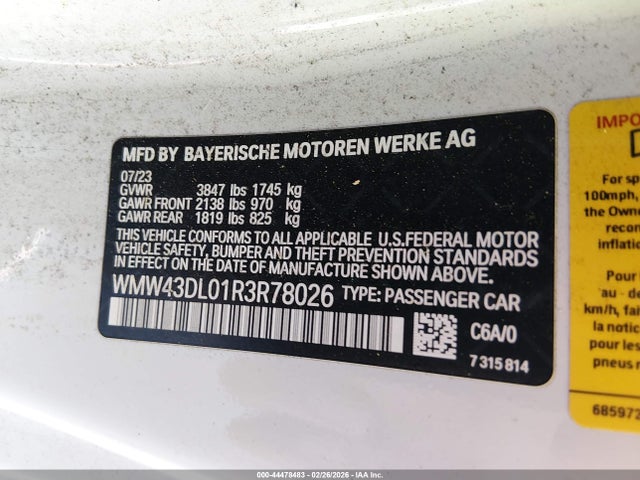 MFD BY BAYERISCHE MOTOREN WERKE AG
07/23
GVWR 3847 lbs 1745 kg
GAWR FRONT 2138 lbs 970 kg
GAWR REAR 1819 lbs 825 kg
THIS VEHICLE CONFORMS TO ALL APPLICABLE U.S.FEDERAL MOTOR
VEHICLE SAFETY, BUMPER, AND THEFT PREVENTION STANDARDS
IN EFFECT ON THE DATE OF MANUFACTURE SHOWN ABOVE.
WMW43DL01R3R78026 TYPE: PASSENGER CAR
C6A/0
7315814
IMPO
For sp
100mph,
the Owne
recon
inflation
Pour
au - de
km/h, fai
la notice
pour les
pneus n
685972
000-44478483 - 02/26/2026 - IAA Inc.